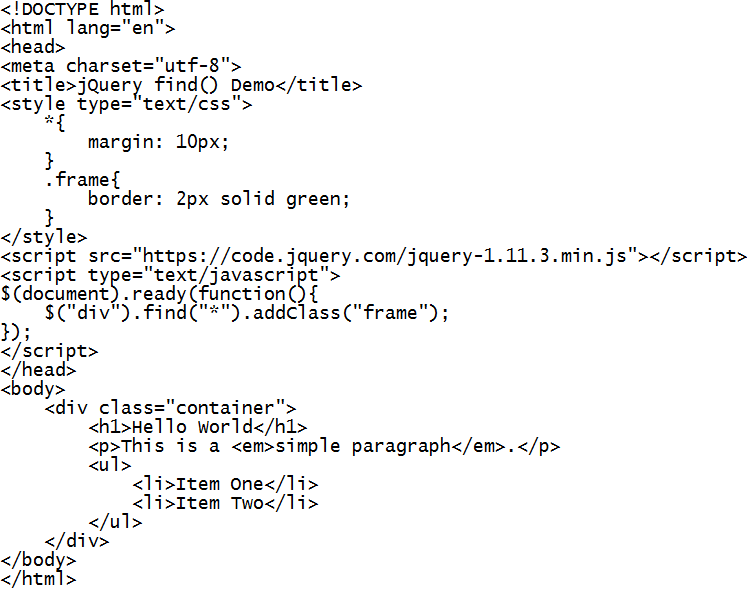 <!DOCTYPE html>
<html lang="en">
<head>
<meta charset="utf-8">
<title>jQuery find() Demo</title>
<style type="text/css">
    *{
        margin: 10px;
    }
    .frame{
        border: 2px solid green;
    }
</style>
<script src="https://code.jquery.com/jquery-1.11.3.min.js"></script>
<script type="text/javascript">
$(document).ready(function(){
    $("div").find("*").addClass("frame");
});
</script>
</head>
<body>
    <div class="container">
        <h1>Hello World</h1>
        <p>This is a <em>simple paragraph</em>.</p>
        <ul>
            <li>Item One</li>
            <li>Item Two</li>
        </ul>
    </div>
</body>
</html>